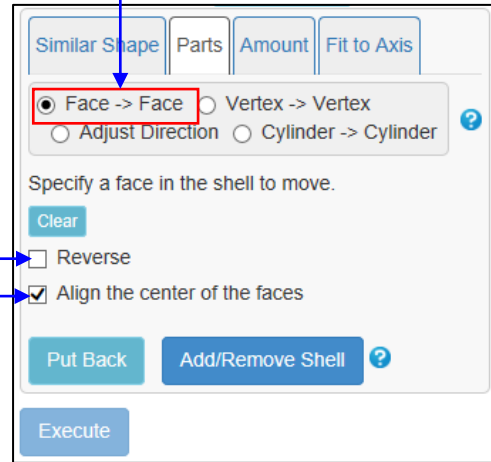 Similar Shape Parts Amount Fit to Axis
Face -> Face Vertex -> Vertex
Adjust Direction Cylinder -> Cylinder
?
Specify a face in the shell to move.
Clear
Reverse
Align the center of the faces
Put Back Add/Remove Shell ?
Execute